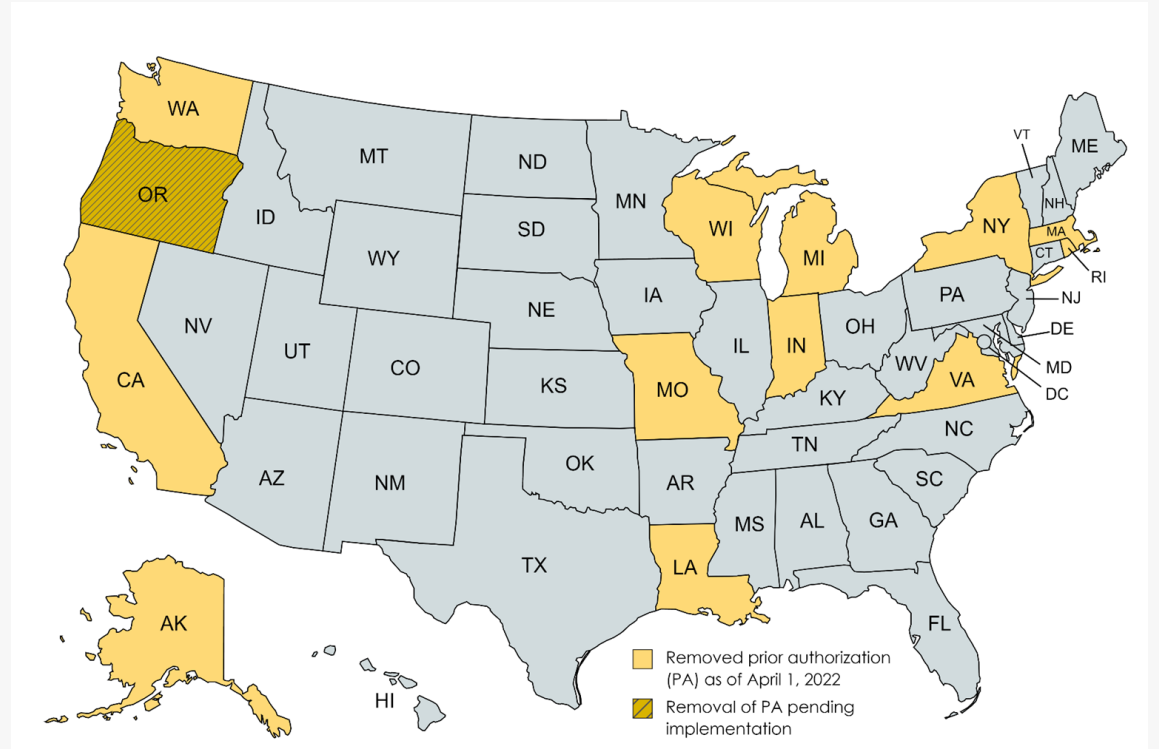 WA
MT
ND
MN
VT
ME
OR
ID
SD
WI
MI
NY
NH
MA
CT
RI
WY
IA
PA
NJ
NE
NV
UT
CO
IL
IN
OH
DE
MD
DC
CA
KS
MO
WV
VA
KY
AZ
NM
OK
TN
NC
AR
SC
MS
AL
GA
TX
LA
AK
FL
HI
Removed prior authorization
(PA) as of April 1, 2022
Removal of PA pending
implementation